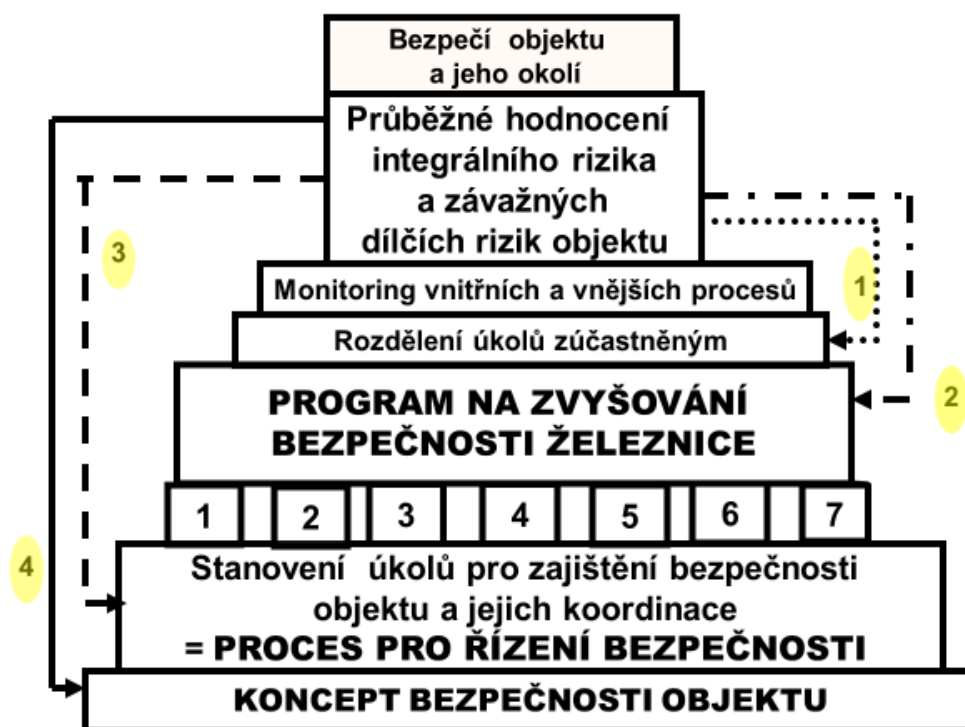 Bezpečí objektu
a jeho okolí
Průběžné hodnocení
integrálního rizika
a závažných
dílčích rizik objektu
3
1
Monitoring vnitřních a vnějších procesů
Rozdělení úkolů zúčastněným
PROGRAM NA ZVYŠOVÁNÍ
BEZPEČNOSTI ŽELEZNICE
2
1 2 3 4 5 6 7
4
Stanovení úkolů pro zajištění bezpečnosti
objektu a jejich koordinace
= PROCES PRO ŘÍZENÍ BEZPEČNOSTI
KONCEPT BEZPEČNOSTI OBJEKTU